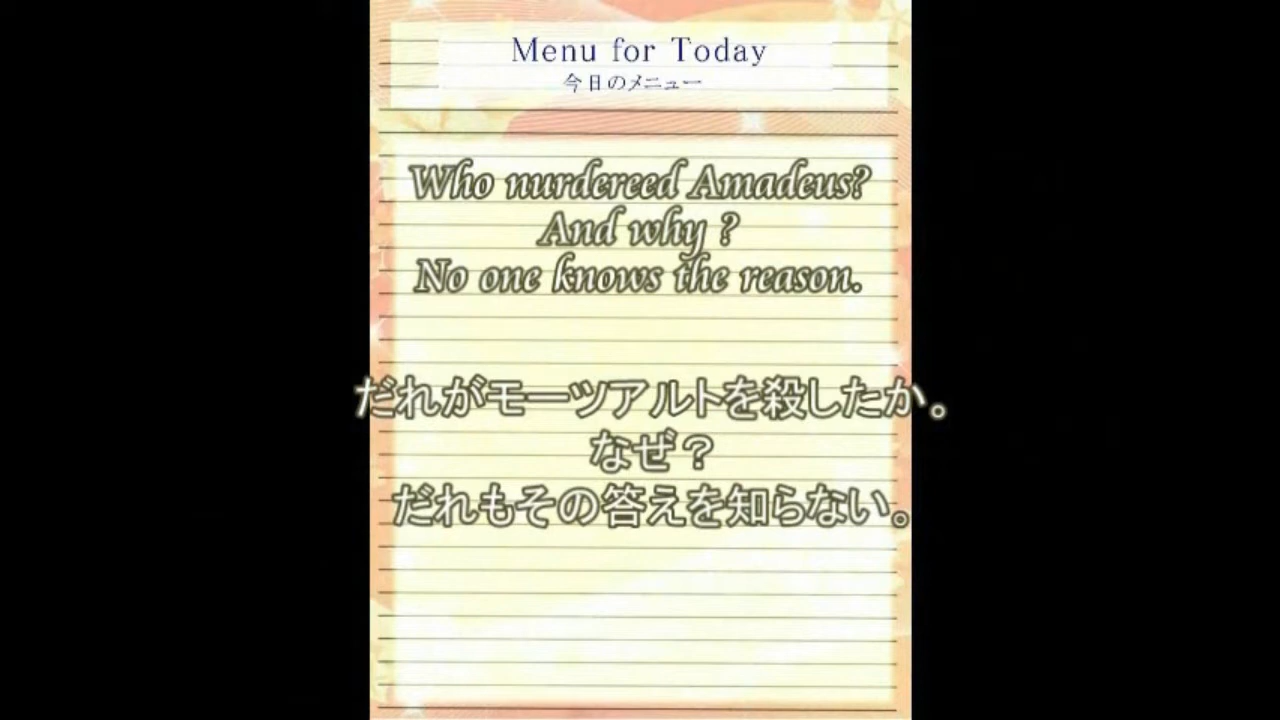 Menu for Today
今日のメニュー
Who nurdereed Amadeus?
And why ?
No one knows the reason.
だれがモーツアルトを殺したか。
なぜ？
だれもその答えを知らない。